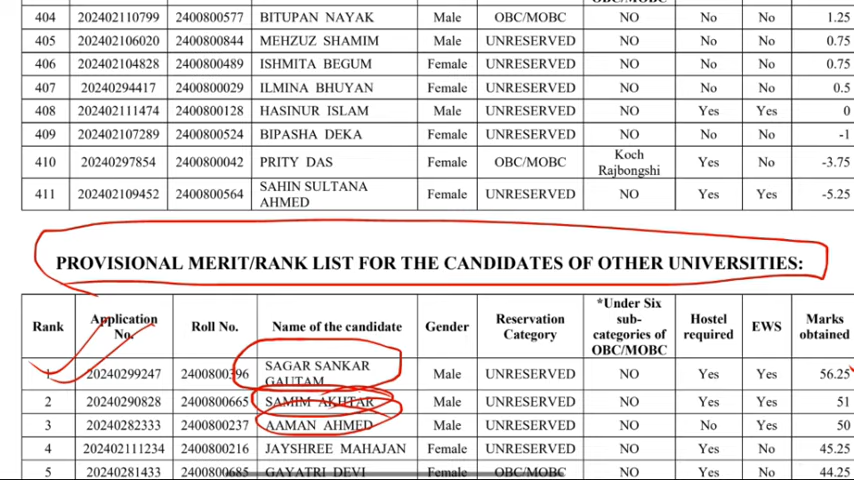 OBC/MOBC
404 202402110799 2400800577 BITUPAN NAYAK Male OBC/MOBC NO No No 1.25
405 202402106020 2400800844 MEHZUZ SHAMIM Male UNRESERVED NO No No 0.75
406 202402104828 2400800489 ISHMITA BEGUM Female UNRESERVED NO No No 0.75
407 20240294417 2400800029 ILMINA BHUYAN Female UNRESERVED NO No No 0.5
408 202402111474 2400800128 HASINUR ISLAM Male UNRESERVED NO Yes Yes 0
409 202402107289 2400800524 BIPASHA DEKA Female UNRESERVED NO No No -1
410 20240297854 2400800042 PRITY DAS Female OBC/MOBC Koch Rajbongshi Yes No -3.75
411 202402109452 2400800564 SAHIN SULTANA AHMED Female UNRESERVED NO Yes Yes -5.25
PROVISIONAL MERIT/RANK LIST FOR THE CANDIDATES OF OTHER UNIVERSITIES:
Rank Application No. Roll No. Name of the candidate Gender Reservation Category *Under Six sub-categories of OBC/MOBC Hostel required EWS Marks obtained
1 20240299247 2400800396 SAGAR SANKAR GAUTAM Male UNRESERVED NO Yes Yes 56.25
2 20240290828 2400800665 SAMIM AKHTAR Male UNRESERVED NO Yes Yes 51
3 20240282333 2400800237 AAMAN AHMED Male UNRESERVED NO No Yes 50
4 202402111234 2400800216 JAYSHREE MAHAJAN Female UNRESERVED NO Yes No 45.25
5 20240281433 2400800685 GAYATRI DEVI Female OBC/MOBC NO Yes No 44.25